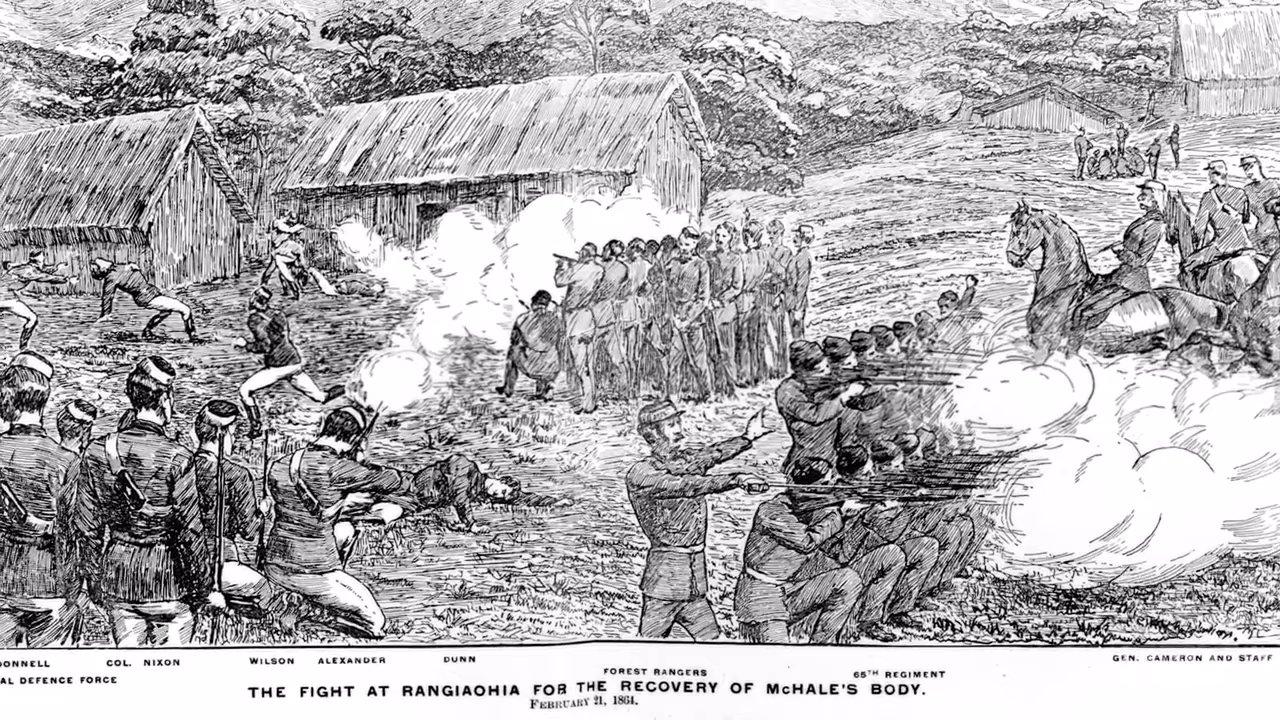 DONNELL COL. NIXON WILSON ALEXANDER DUNN GEN. CAMERON AND STAFF
AL DEFENCE FORCE FOREST RANGERS 65TH REGIMENT
THE FIGHT AT RANGIAOHIA FOR THE RECOVERY OF McHALE'S BODY.
FEBRUARY 21, 1864.